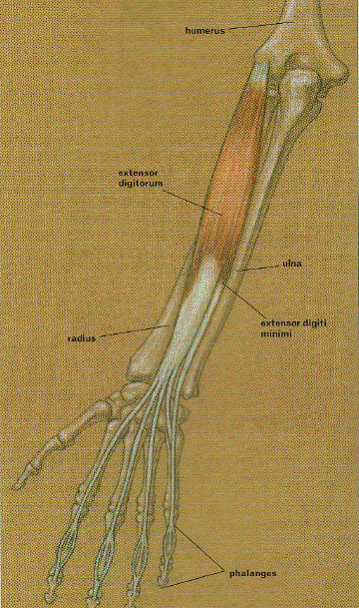 humerus
extensor
digitorum
ulna
extensor digiti
minimi
radius
phalanges